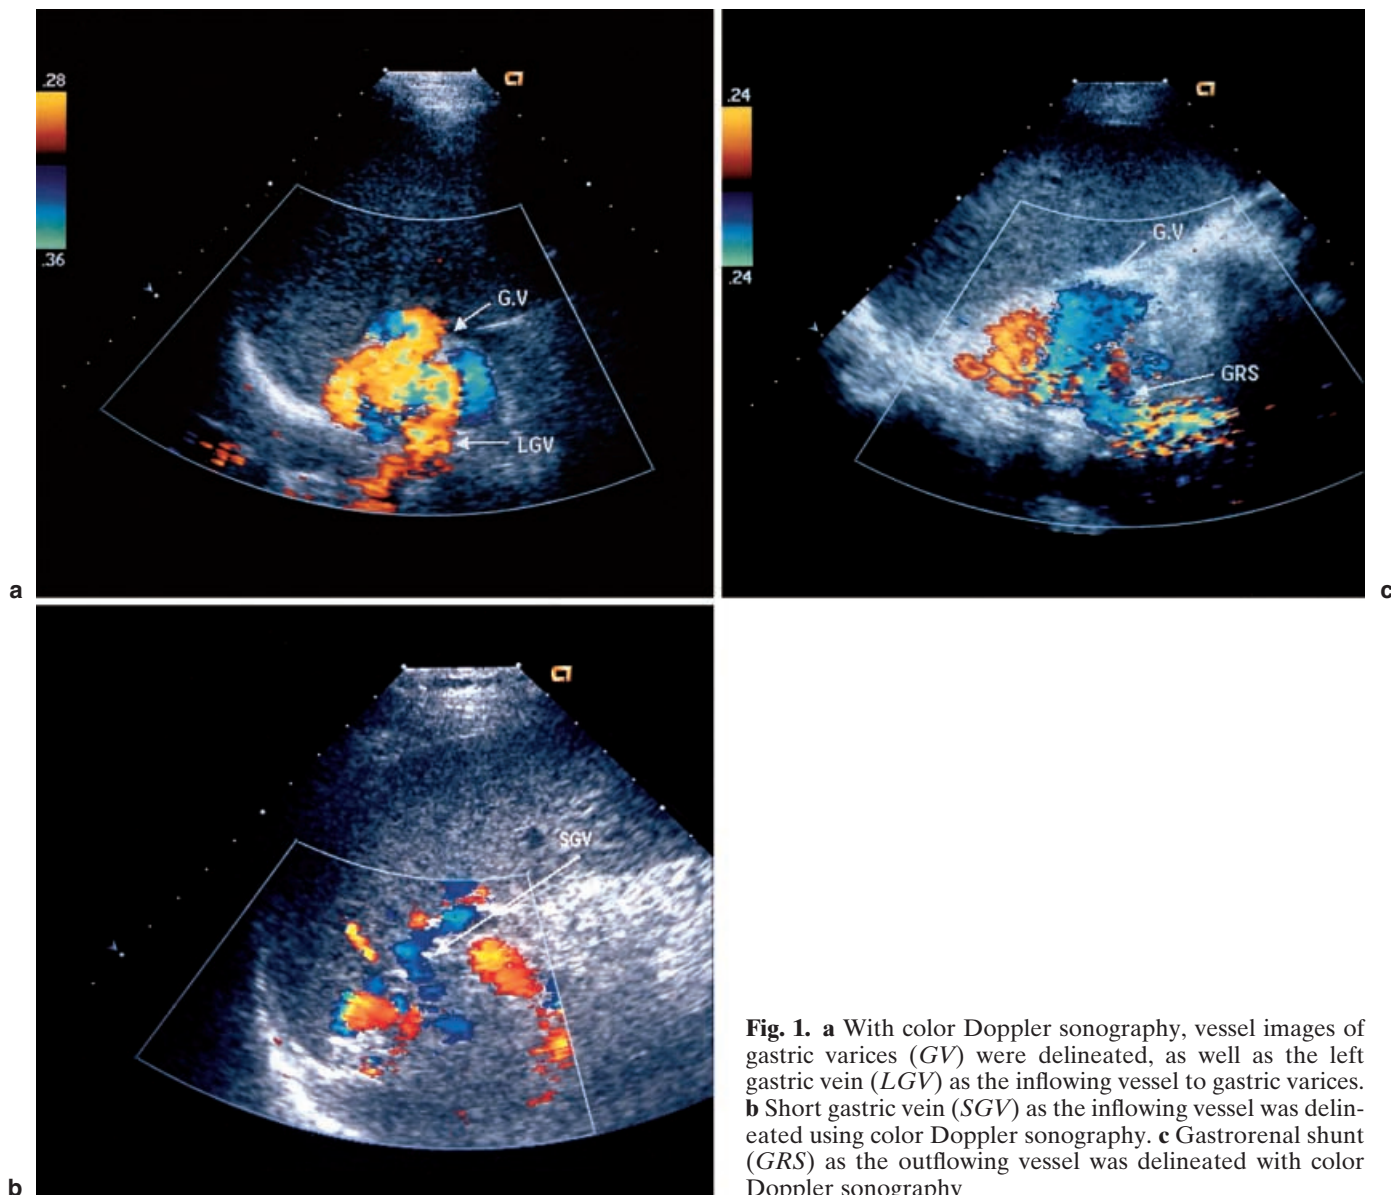 .28
.36
G.V
LGV
a
.24
.24
G.V
GRS
c
SGV
b
Fig. 1. a With color Doppler sonography, vessel images of
gastric varices (GV) were delineated, as well as the left
gastric vein (LGV) as the inflowing vessel to gastric varices.
b Short gastric vein (SGV) as the inflowing vessel was delin-
eated using color Doppler sonography. c Gastrorenal shunt
(GRS) as the outflowing vessel was delineated with color
Doppler sonography